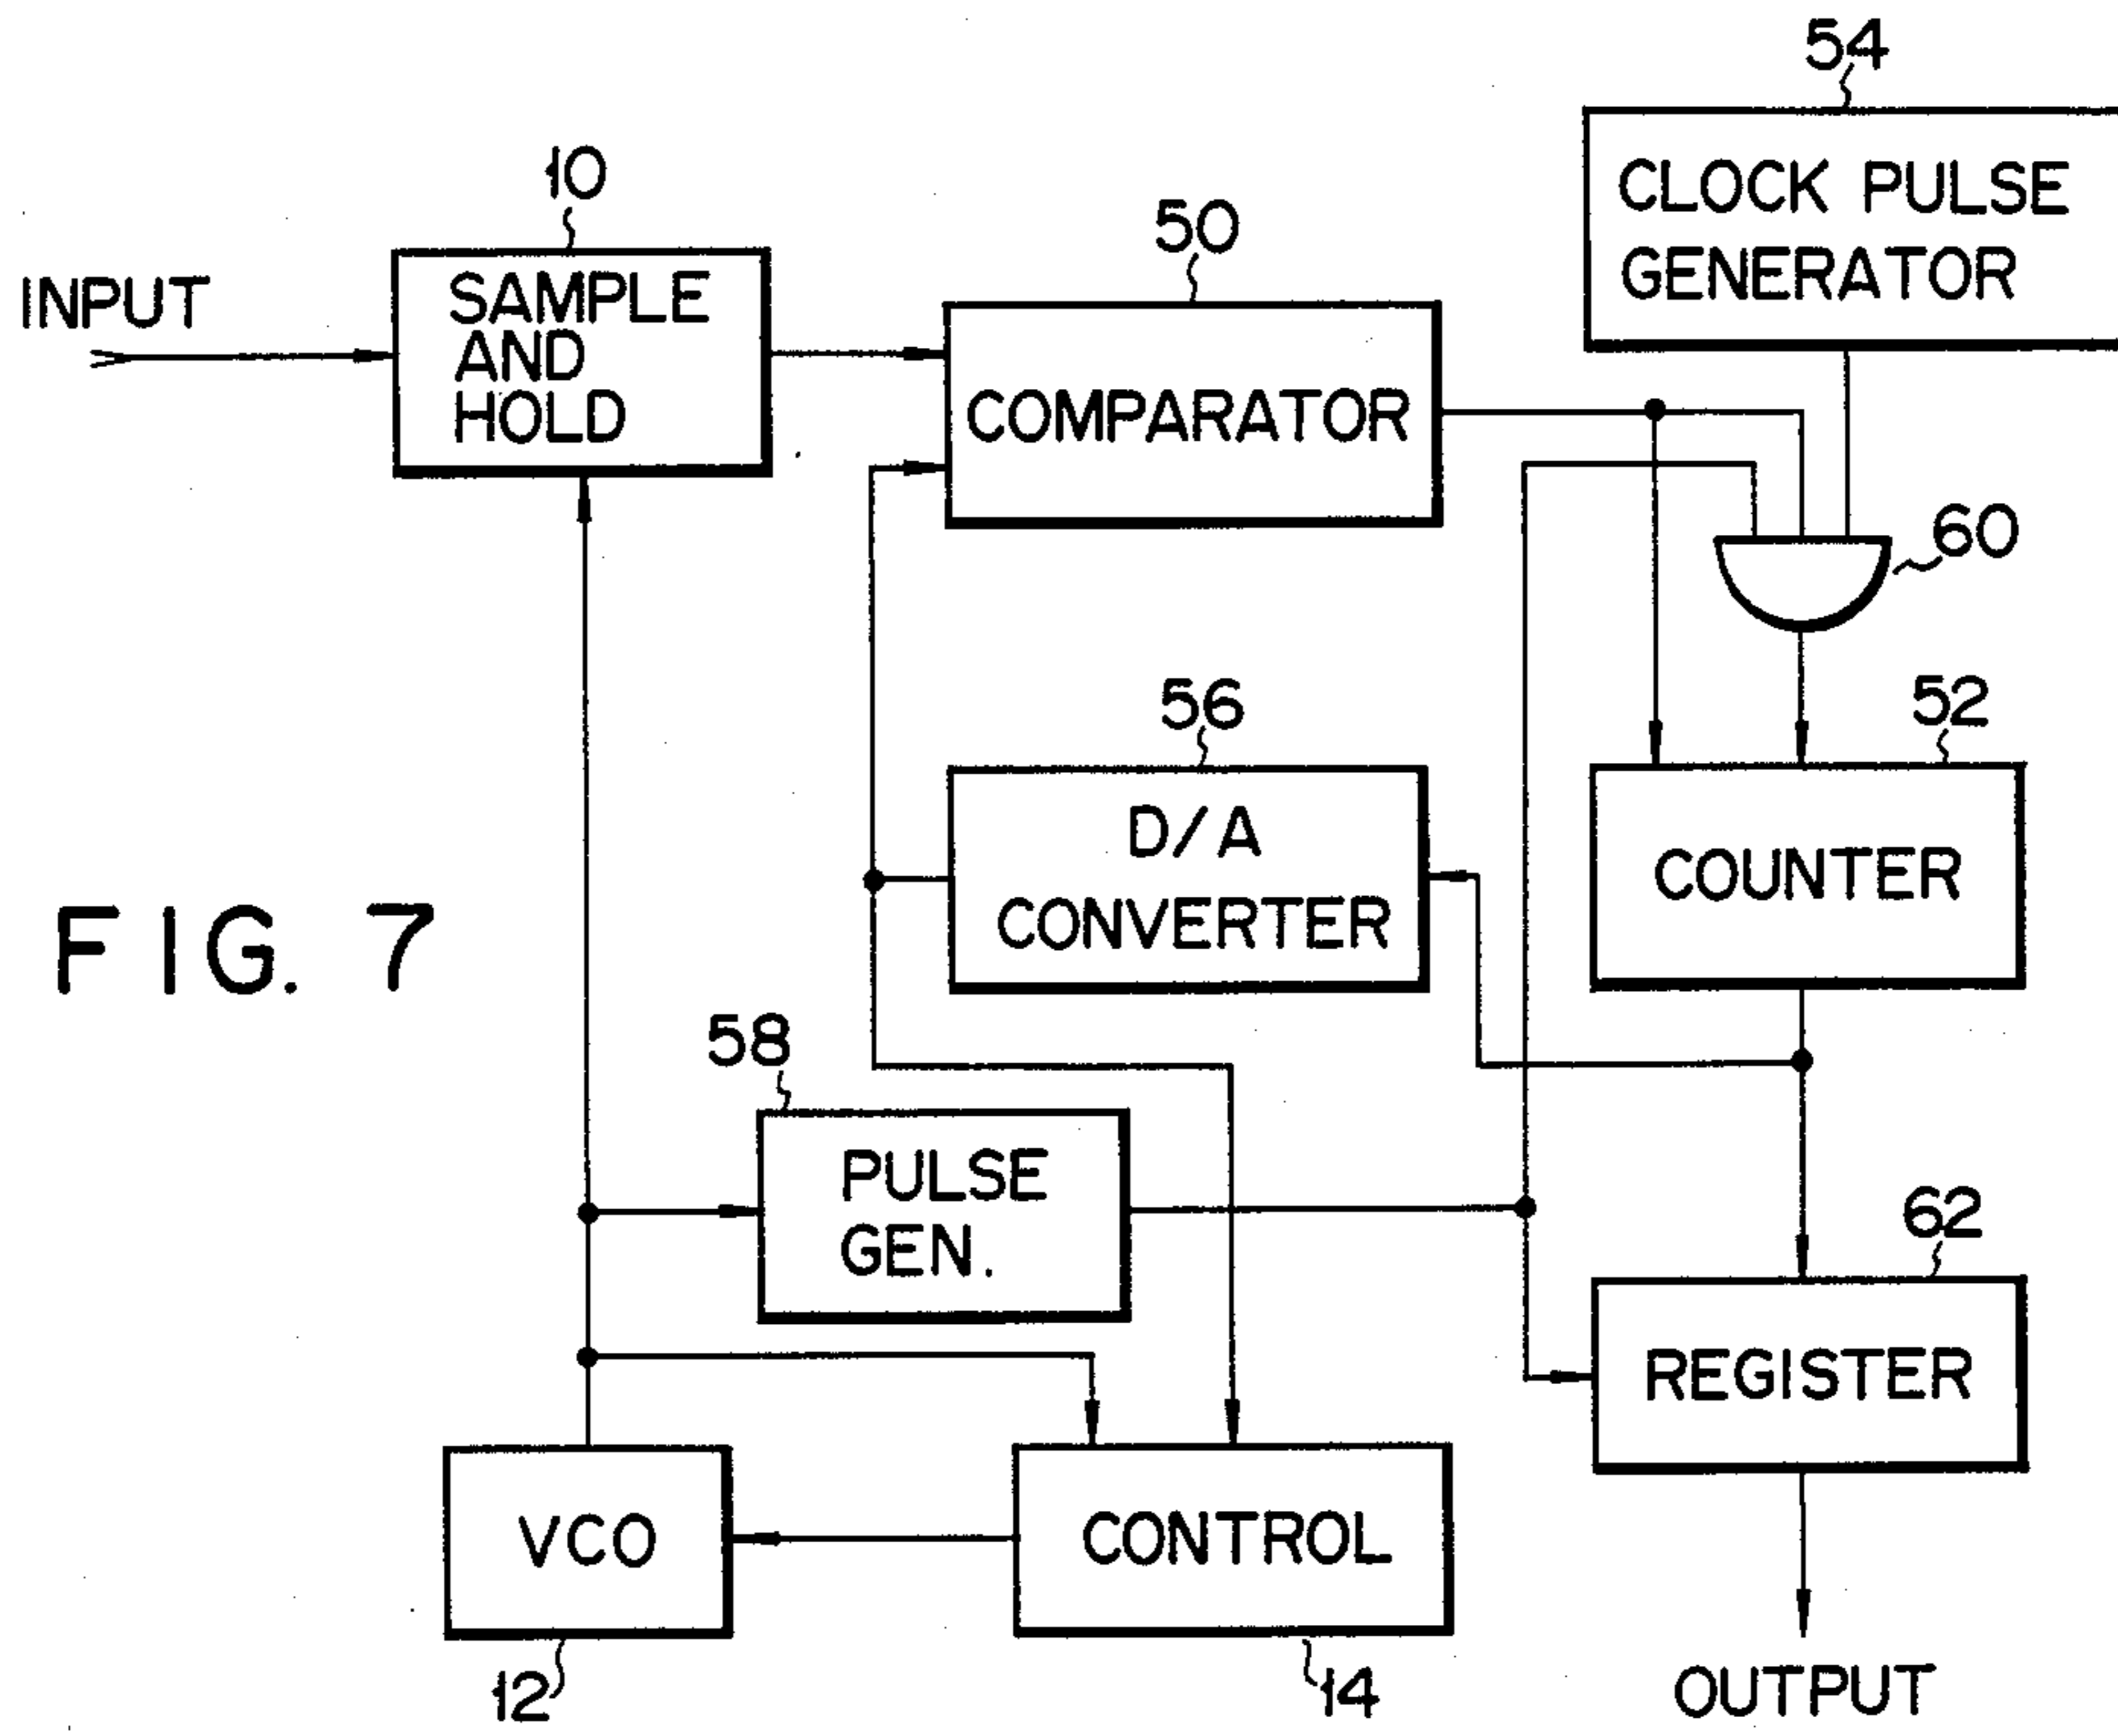 54
CLOCK PULSE
GENERATOR
10
INPUT
SAMPLE
AND
HOLD
50
COMPARATOR
60
56
D/A
CONVERTER
52
COUNTER
FIG. 7
58
PULSE
GEN.
62
REGISTER
VCO
CONTROL
12
14
OUTPUT